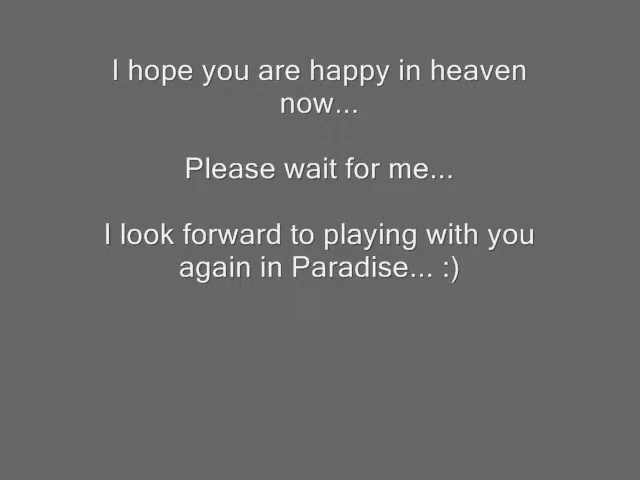 I hope you are happy in heaven
now...
Please wait for me...
I look forward to playing with you
again in Paradise... :)